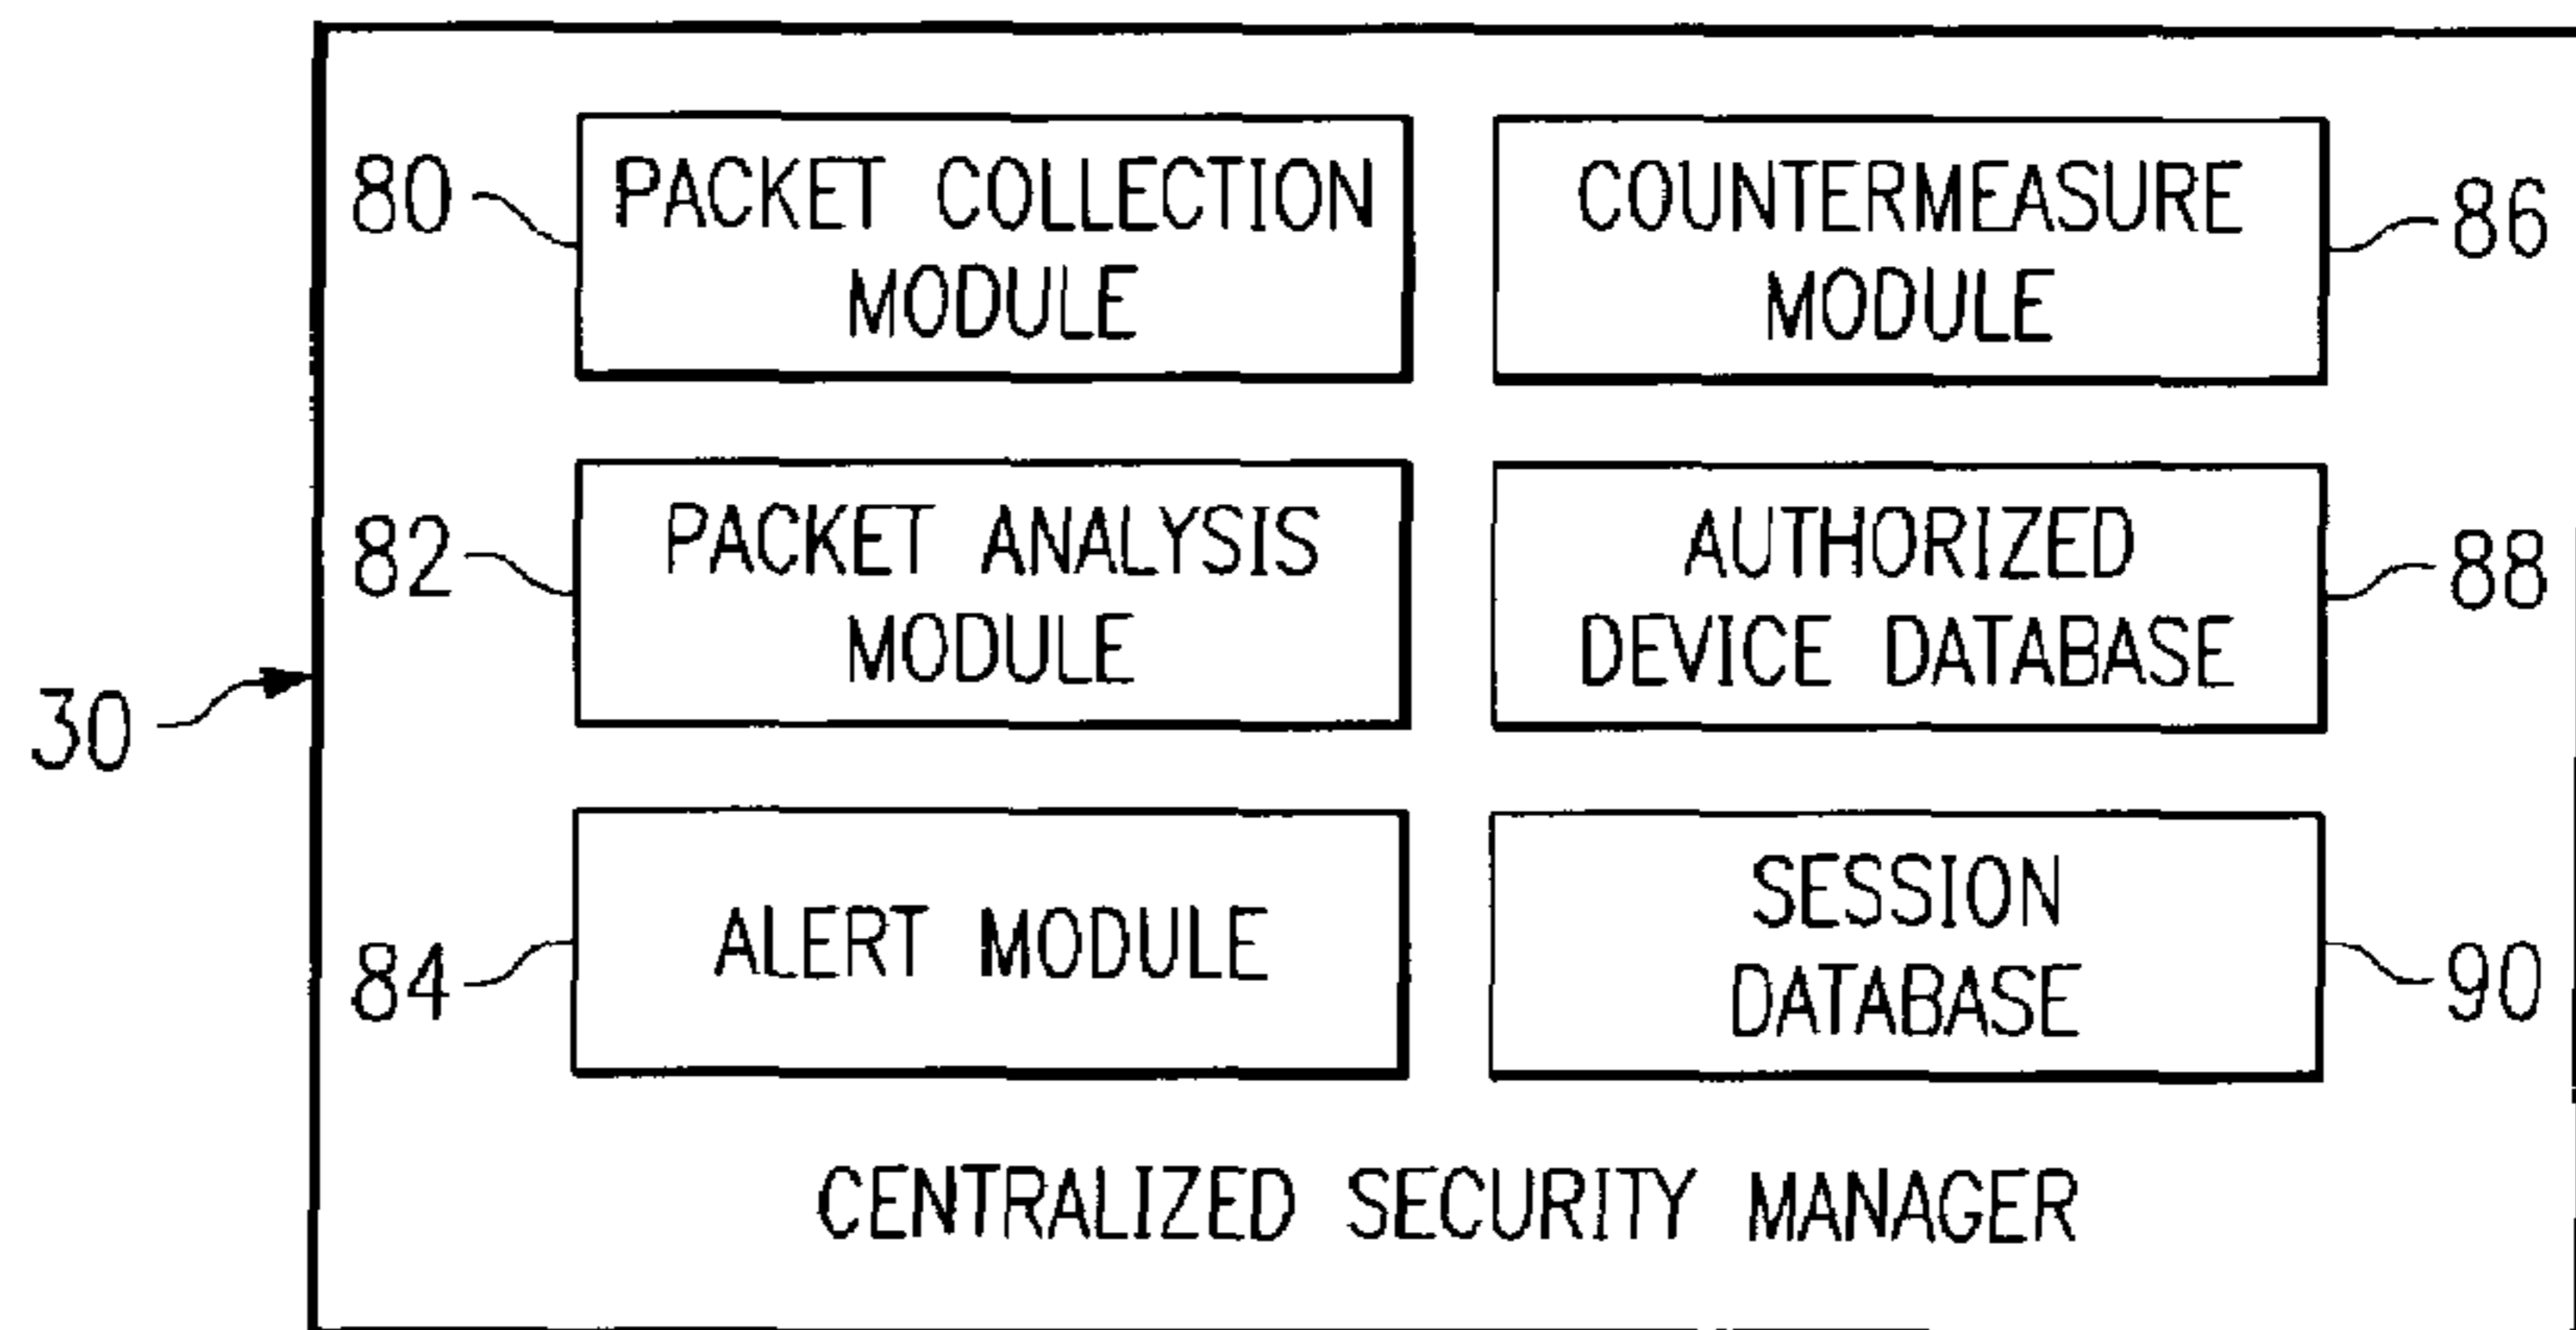 80
PACKET COLLECTION
MODULE
COUNTERMEASURE
MODULE
86
82
PACKET ANALYSIS
MODULE
AUTHORIZED
DEVICE DATABASE
88
30
84
ALERT MODULE
SESSION
DATABASE
90
CENTRALIZED SECURITY MANAGER